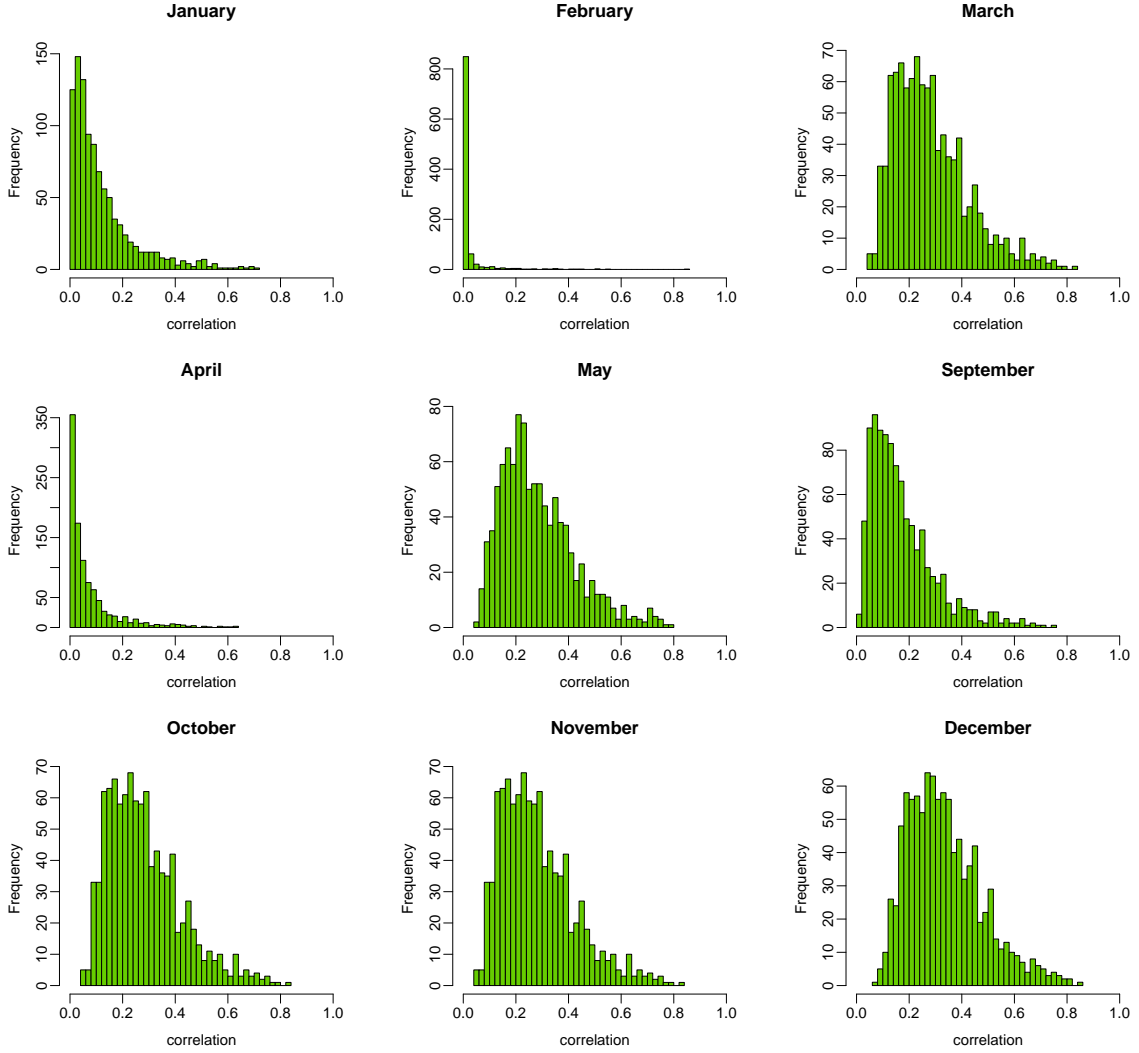 January
Frequency
0 50 100 150
0.0 0.2 0.4 0.6 0.8 1.0
correlation
February
Frequency
0 200 400 600 800
0.0 0.2 0.4 0.6 0.8 1.0
correlation
March
Frequency
0 10 20 30 40 50 60 70
0.0 0.2 0.4 0.6 0.8 1.0
correlation
April
Frequency
0 50 150 250 350
0.0 0.2 0.4 0.6 0.8 1.0
correlation
May
Frequency
0 20 40 60 80
0.0 0.2 0.4 0.6 0.8 1.0
correlation
September
Frequency
0 20 40 60 80
0.0 0.2 0.4 0.6 0.8 1.0
correlation
October
Frequency
0 10 20 30 40 50 60 70
0.0 0.2 0.4 0.6 0.8 1.0
correlation
November
Frequency
0 10 20 30 40 50 60 70
0.0 0.2 0.4 0.6 0.8 1.0
correlation
December
Frequency
0 10 20 30 40 50 60
0.0 0.2 0.4 0.6 0.8 1.0
correlation